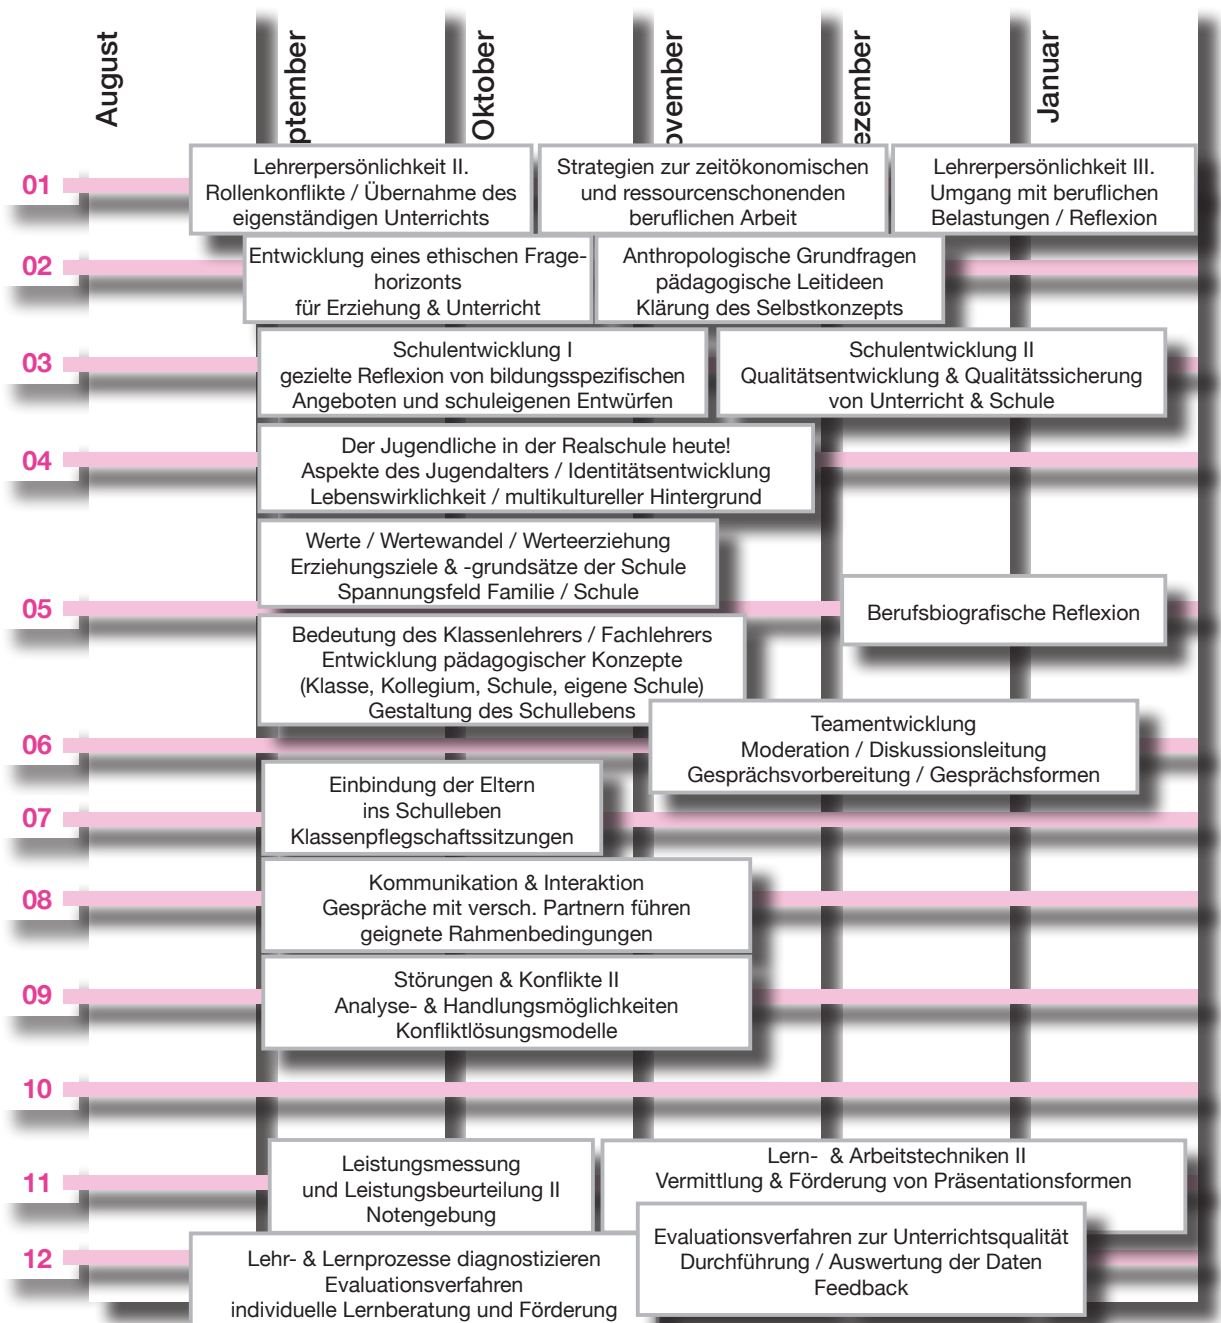 August
ptember
Oktober
ovember
ezember
Januar
01
Lehrerpersönlichkeit II.
Rollenkonflikte / Übernahme des
eigenständigen Unterrichts
Strategien zur zeitökonomischen
und ressourcenschonenden
beruflichen Arbeit
Lehrerpersönlichkeit III.
Umgang mit beruflichen
Belastungen / Reflexion
02
Entwicklung eines ethischen Frage-
horizonts
für Erziehung & Unterricht
Anthropologische Grundfragen
pädagogische Leitideen
Klärung des Selbstkonzepts
03
Schulentwicklung I
gezielte Reflexion von bildungsspezifischen
Angeboten und schuleigenen Entwürfen
Schulentwicklung II
Qualitätsentwicklung & Qualitätssicherung
von Unterricht & Schule
04
Der Jugendliche in der Realschule heute!
Aspekte des Jugendalters / Identitätsentwicklung
Lebenswirklichkeit / multikultureller Hintergrund
Werte / Wertewandel / Werteerziehung
Erziehungsziele & -grundsätze der Schule
Spannungsfeld Familie / Schule
05
Berufsbiografische Reflexion
Bedeutung des Klassenlehrers / Fachlehrers
Entwicklung pädagogischer Konzepte
(Klasse, Kollegium, Schule, eigene Schule)
Gestaltung des Schullebens
06
Teamentwicklung
Moderation / Diskussionsleitung
Gesprächsvorbereitung / Gesprächsformen
07
Einbindung der Eltern
ins Schulleben
Klassenpflegschaftssitzungen
08
Kommunikation & Interaktion
Gespräche mit versch. Partnern führen
geignete Rahmenbedingungen
09
Störungen & Konflikte II
Analyse- & Handlungsmöglichkeiten
Konfliktlösungsmodelle
10
11
Leistungsmessung
und Leistungsbeurteilung II
Notengebung
Lern- & Arbeitstechniken II
Vermittlung & Förderung von Präsentationsformen
12
Lehr- & Lernprozesse diagnostizieren
Evaluationsverfahren
individuelle Lernberatung und Förderung
Evaluationsverfahren zur Unterrichtsqualität
Durchführung / Auswertung der Daten
Feedback